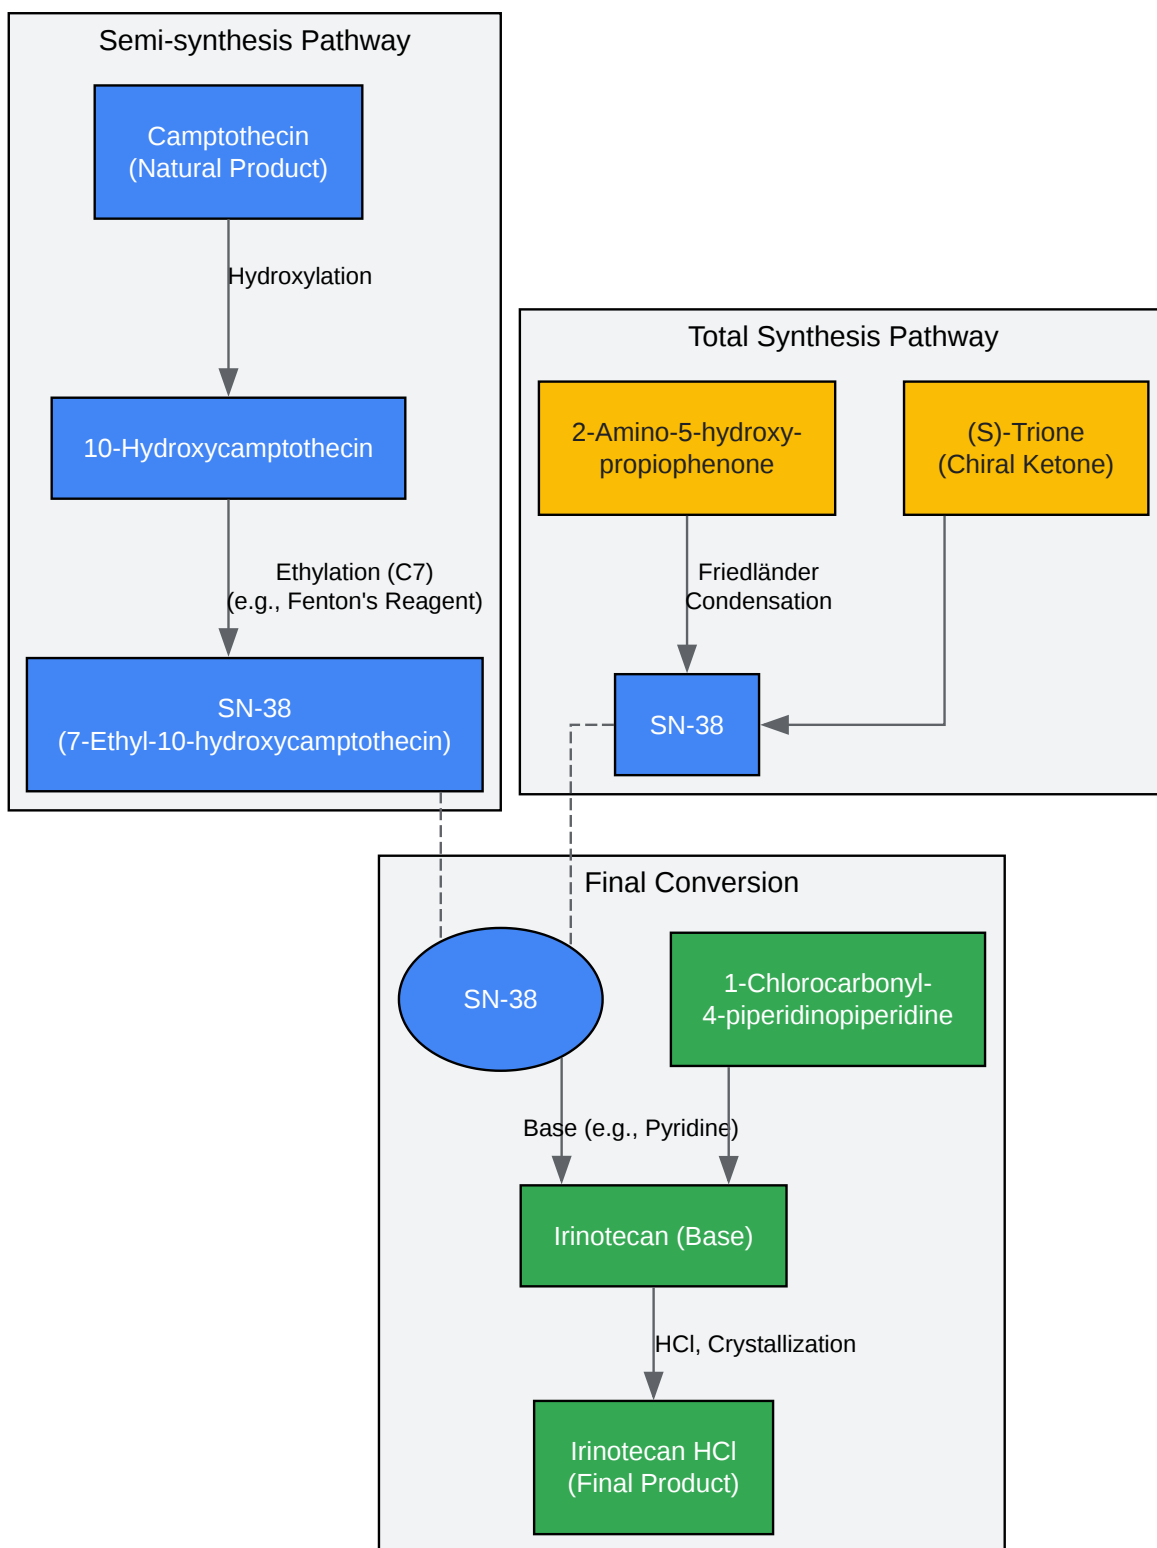 Semi-synthesis Pathway
Camptothecin
(Natural Product)
Hydroxylation
10-Hydroxycamptothecin
Ethylation (C7)
(e.g., Fenton's Reagent)
SN-38
(7-Ethyl-10-hydroxycamptothecin)
Total Synthesis Pathway
2-Amino-5-hydroxy-
propiophenone
(S)-Trione
(Chiral Ketone)
Friedländer
Condensation
SN-38
Final Conversion
SN-38
1-Chlorocarbonyl-
4-piperidinopiperidine
Base (e.g., Pyridine)
Irinotecan (Base)
HCl, Crystallization
Irinotecan HCl
(Final Product)